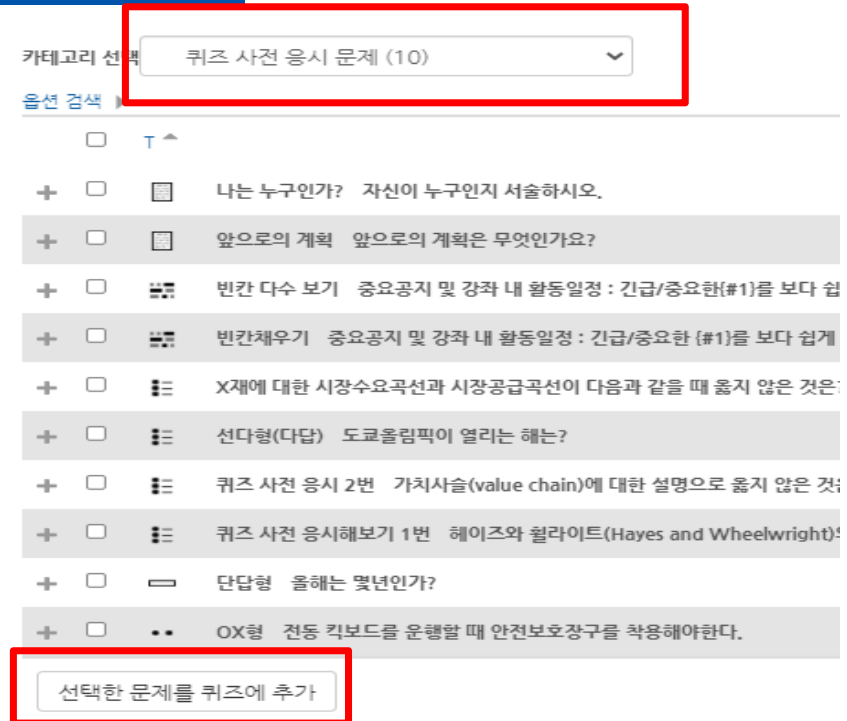 카테고리 선택 퀴즈 사전 응시 문제 (10)
옵션 검색
T
나는 누구인가? 자신이 누구인지 서술하시오.
앞으로의 계획 앞으로의 계획은 무엇인가요?
빈칸 다수 보기 중요공지 및 강좌 내 활동일정 : 긴급/중요한{#1}를 보다 쉽
빈칸채우기 중요공지 및 강좌 내 활동일정 : 긴급/중요한 {#1}를 보다 쉽게
X재에 대한 시장수요곡선과 시장공급곡선이 다음과 같을 때 옳지 않은 것은?
선다형(다답) 도쿄올림픽이 열리는 해는?
퀴즈 사전 응시 2번 가치사슬(value chain)에 대한 설명으로 옳지 않은 것은
퀴즈 사전 응시해보기 1번 헤이즈와 휠라이트(Hayes and Wheelwright)
단답형 올해는 몇년인가?
OX형 전동 킥보드를 운행할 때 안전보호장구를 착용해야한다.
선택한 문제를 퀴즈에 추가